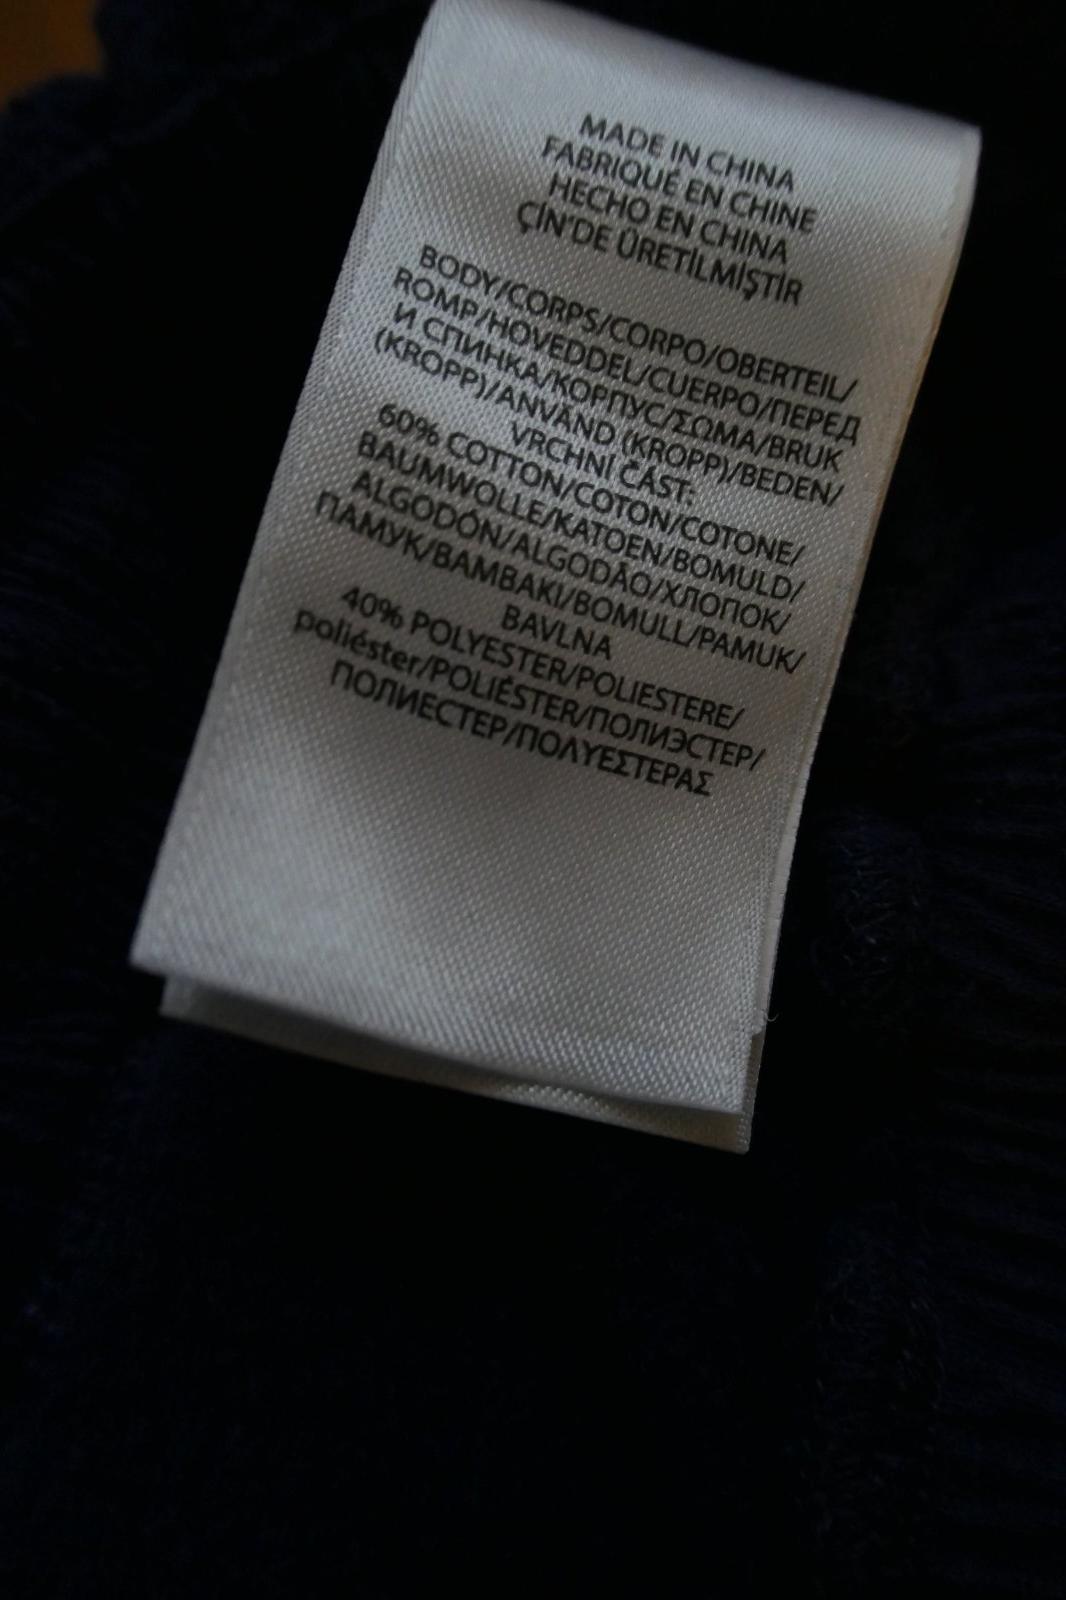 MADE IN CHINA
FABRIQUÉ EN CHINE
HECHO EN CHINA
ÇİN'DE ÜRETİLMİŞTİR
BODY/CORPS/CORPO/OBERTEIL/
ROMP/HOVEDDEL/CUERPO/ПЕРЕД
И СПИНКА/КОРПУС/ΣΩΜΑ/BRUK
(KROPP)/ANVÄND (KROPP)/BEDEN/
VRCHNÍ ČÁST:
60% COTTON/COTON/COTONE/
BAUMWOLLE/KATOEN/BOMULD/
ALGODÓN/ALGODÃO/ХЛОПОК/
ПАМУК/ΒΑΜΒΑΚΙ/BOMULL/PAMUK/
BAVLNA
40% POLYESTER/POLIESTERE/
poliéster/POLIÉSTER/ПОЛИЭСТЕР/
ПОЛИЕСТЕР/ΠΟΛΥΕΣΤΕΡΑΣ